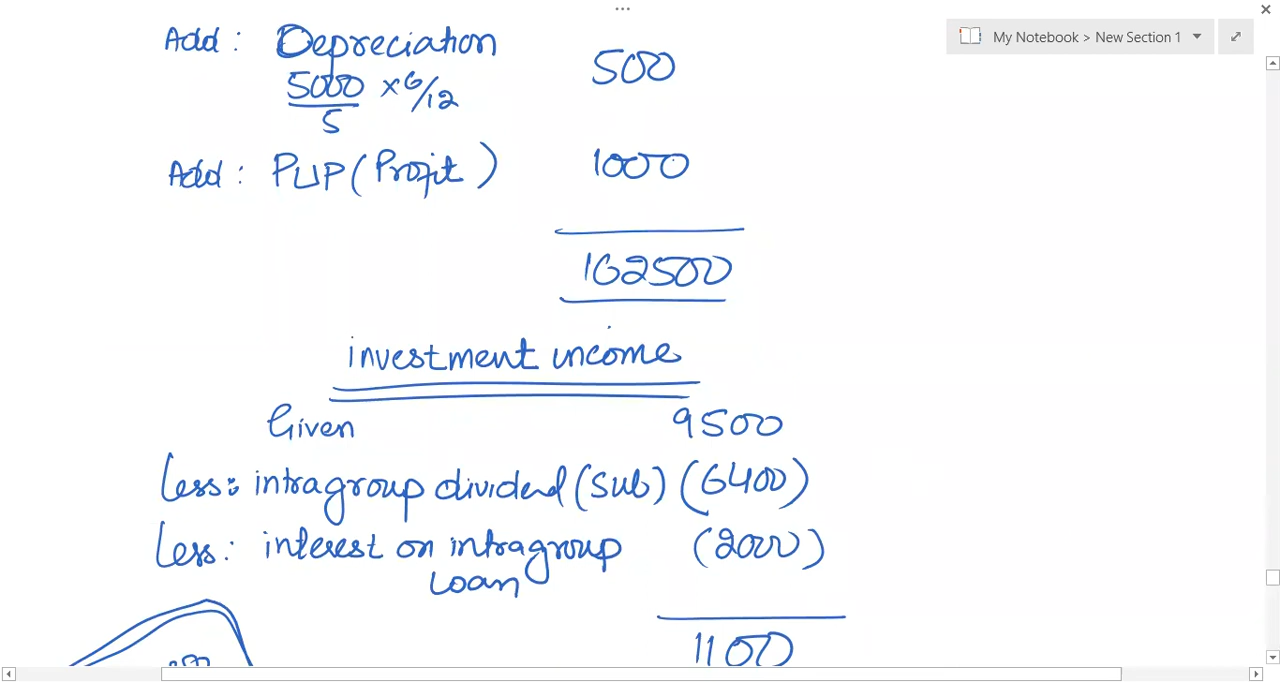 ...
My Notebook > New Section 1
Add : Depreciation 500
5000/5 × 6/12
Add : PUP (Profit) 1000
162500
investment income
Given 9500
Less: intragroup dividend (Sub) (6400)
Less: interest on intragroup loan (2000)
1100